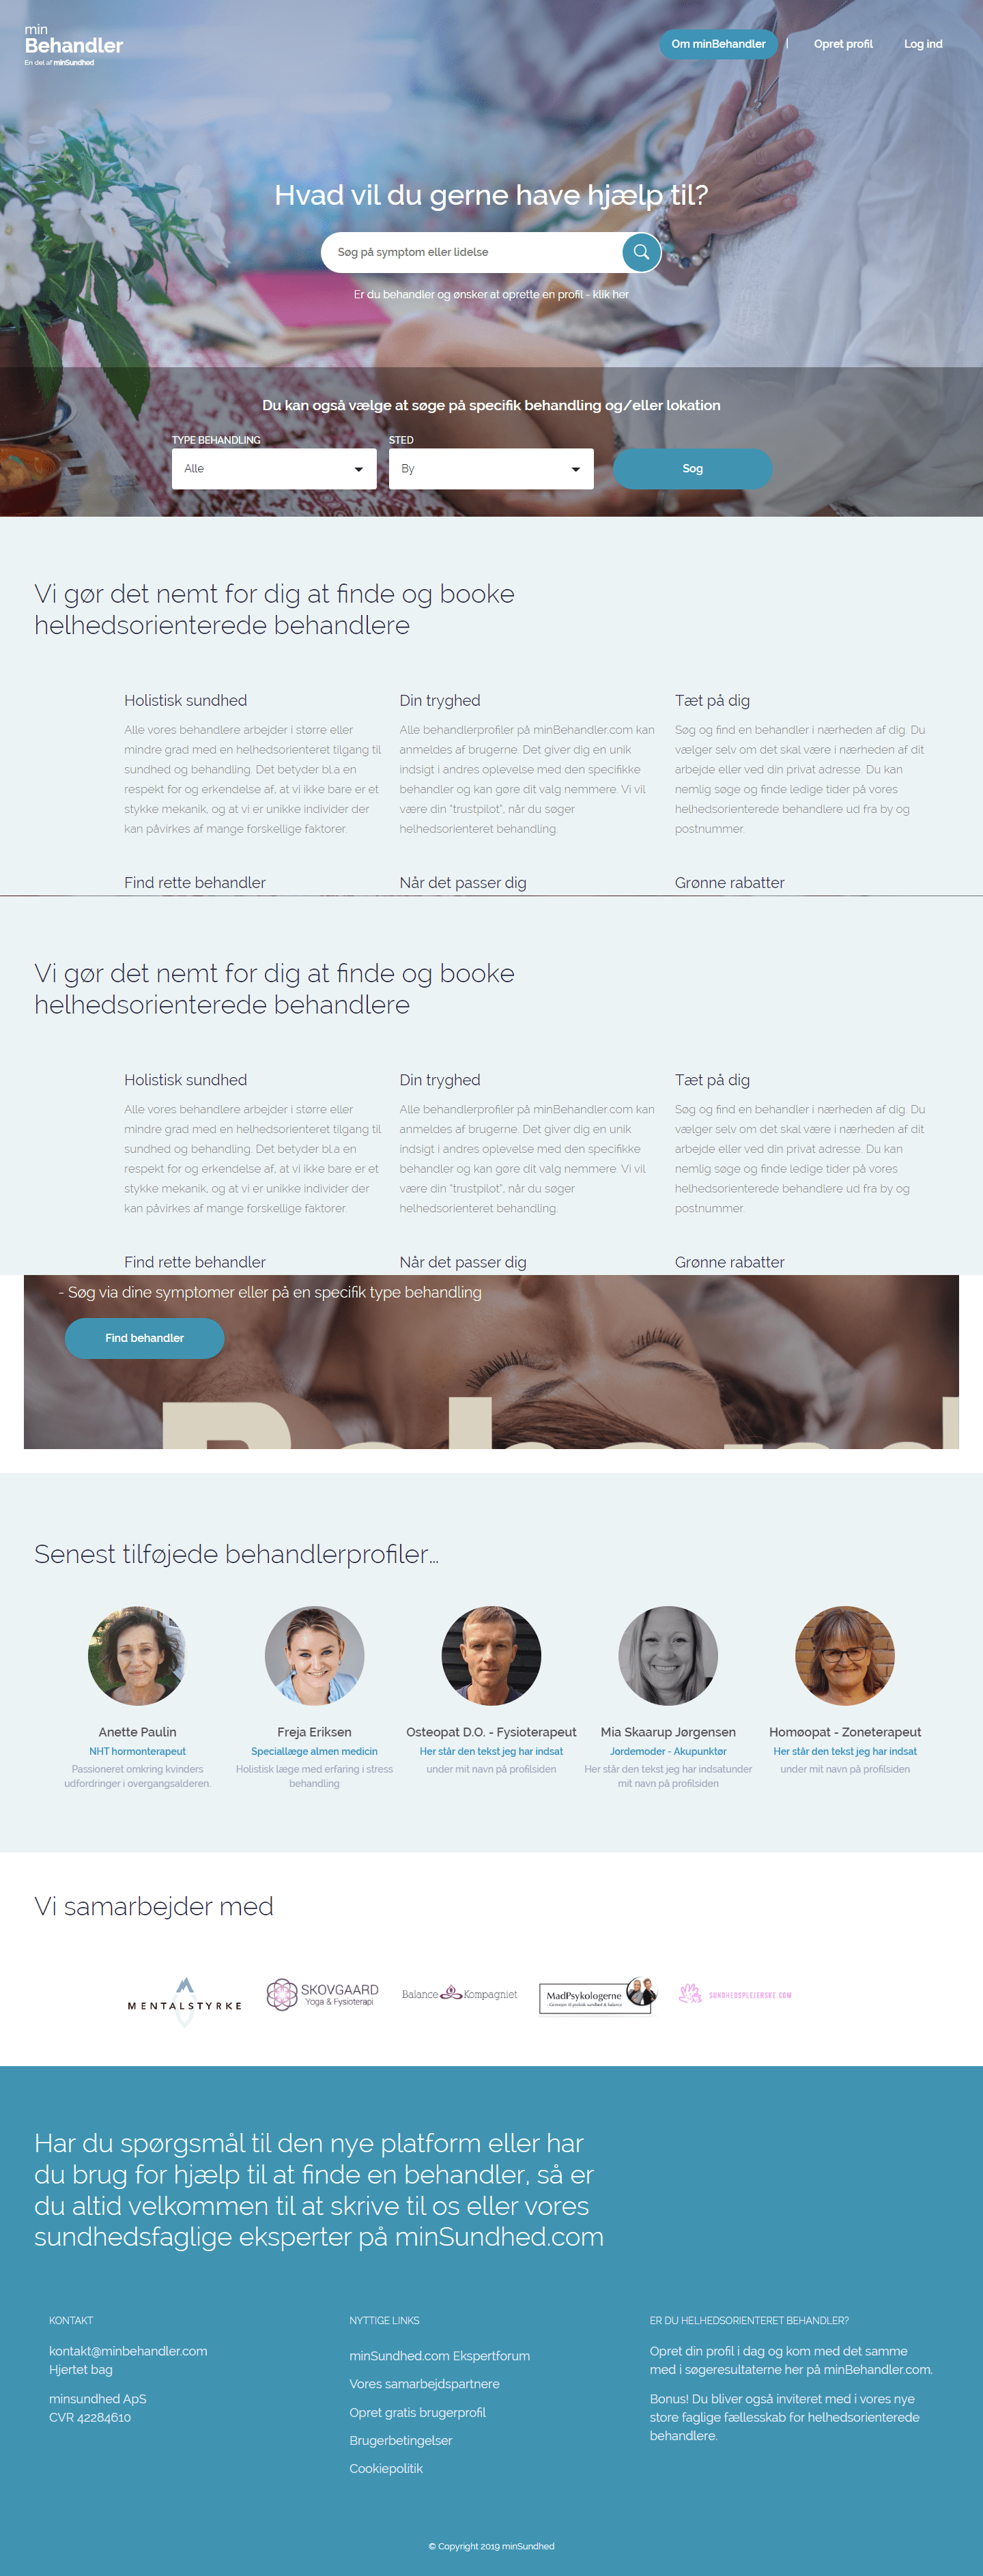 min
Behandler
En del af minSundhed
Om minBehandler | Opret profil Log ind
Hvad vil du gerne have hjælp til?
Søg på symptom eller lidelse
Er du behandler og ønsker at oprette en profil - klik her
Du kan også vælge at søge på specifik behandling og/eller lokation
TYPE BEHANDLING STED
Alle By Søg
Vi gør det nemt for dig at finde og booke
helhedsorienterede behandlere
Holistisk sundhed
Alle vores behandlere arbejder i større eller
mindre grad med en helhedsorienteret tilgang til
sundhed og behandling. Det betyder bl.a en
respekt for og erkendelse af, at vi ikke bare er et
stykke mekanik, og at vi er unikke individer der
kan påvirkes af mange forskellige faktorer.
Din tryghed
Alle behandlerprofiler på minBehandler.com kan
anmeldes af brugerne. Det giver dig en unik
indsigt i andres oplevelse med den specifikke
behandler og kan gøre dit valg nemmere. Vi vil
være din "trustpilot", når du søger
helhedsorienteret behandling.
Tæt på dig
Søg og find en behandler i nærheden af dig. Du
vælger selv om det skal være i nærheden af dit
arbejde eller ved din privat adresse. Du kan
nemlig søge og finde ledige tider på vores
helhedsorienterede behandlere ud fra by og
postnummer.
Find rette behandler
Når det passer dig
Grønne rabatter
Vi gør det nemt for dig at finde og booke
helhedsorienterede behandlere
Holistisk sundhed
Alle vores behandlere arbejder i større eller
mindre grad med en helhedsorienteret tilgang til
sundhed og behandling. Det betyder bl.a en
respekt for og erkendelse af, at vi ikke bare er et
stykke mekanik, og at vi er unikke individer der
kan påvirkes af mange forskellige faktorer.
Din tryghed
Alle behandlerprofiler på minBehandler.com kan
anmeldes af brugerne. Det giver dig en unik
indsigt i andres oplevelse med den specifikke
behandler og kan gøre dit valg nemmere. Vi vil
være din "trustpilot", når du søger
helhedsorienteret behandling.
Tæt på dig
Søg og find en behandler i nærheden af dig. Du
vælger selv om det skal være i nærheden af dit
arbejde eller ved din privat adresse. Du kan
nemlig søge og finde ledige tider på vores
helhedsorienterede behandlere ud fra by og
postnummer.
Find rette behandler
Når det passer dig
Grønne rabatter
- Søg via dine symptomer eller på en specifik type behandling
Find behandler
Senest tilføjede behandlerprofiler...
Anette Paulin
NHT hormonterapeut
Passioneret omkring kvinders
udfordringer i overgangsalderen.
Freja Eriksen
Speciallæge almen medicin
Holistisk læge med erfaring i stress
behandling
Osteopat D.O. - Fysioterapeut
Her står den tekst jeg har indsat
under mit navn på profilsiden
Mia Skaarup Jørgensen
Jordemoder - Akupunktør
Her står den tekst jeg har indsatunder
mit navn på profilsiden
Homøopat - Zoneterapeut
Her står den tekst jeg har indsat
under mit navn på profilsiden
Vi samarbejder med
MENTALSTYRKE
SKOVGAARD
Yoga & Fysioterapi
Balance Kompagniet
MadPsykologerne
- Concept til psykisk sundhed & balance
SUNDHEDSPLEJERSKE.COM
Har du spørgsmål til den nye platform eller har
du brug for hjælp til at finde en behandler, så er
du altid velkommen til at skrive til os eller vores
sundhedsfaglige eksperter på minSundhed.com
KONTAKT
kontakt@minbehandler.com
Hjertet bag
minsundhed ApS
CVR 42284610
NYTTIGE LINKS
minSundhed.com Ekspertforum
Vores samarbejdspartnere
Opret gratis brugerprofil
Brugerbetingelser
Cookiepolitik
ER DU HELHEDSORIENTERET BEHANDLER?
Opret din profil i dag og kom med det samme
med i søgeresultaterne her på minBehandler.com.
Bonus! Du bliver også inviteret med i vores nye
store faglige fællesskab for helhedsorienterede
behandlere.
© Copyright 2019 minSundhed